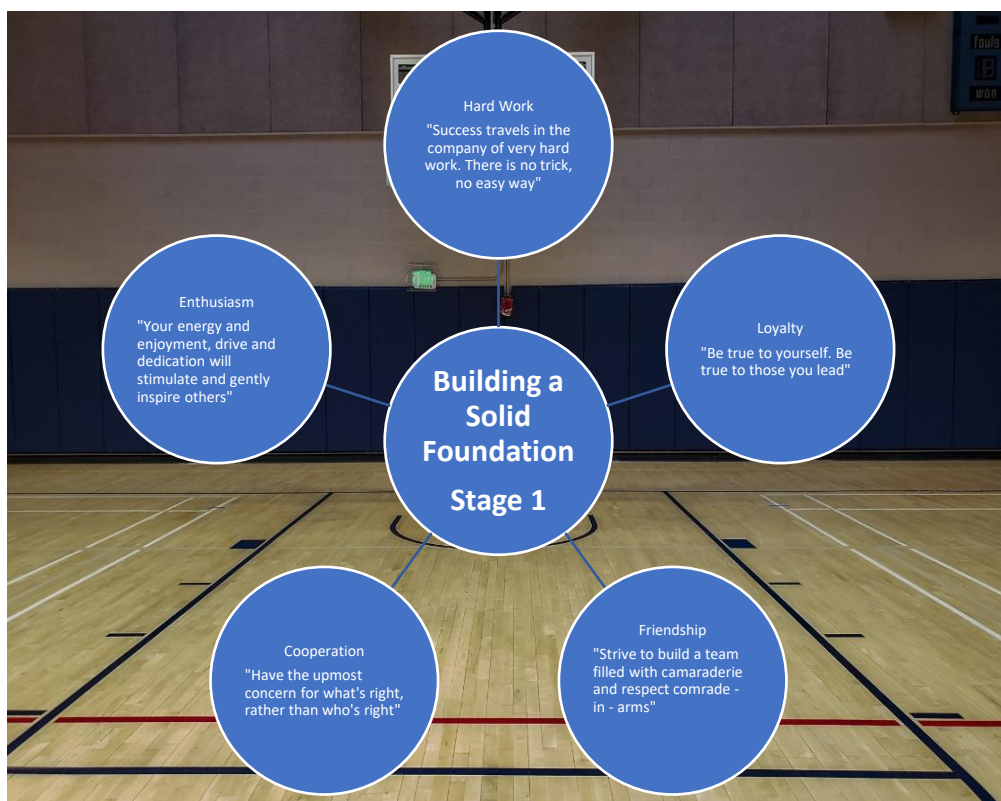 fouls
won
Hard Work
"Success travels in the
company of very hard
work. There is no trick,
no easy way"
Enthusiasm
"Your energy and
enjoyment, drive and
dedication will
stimulate and gently
inspire others"
Loyalty
"Be true to yourself. Be
true to those you lead"
Building a
Solid
Foundation
Stage 1
Cooperation
"Have the upmost
concern for what's right,
rather than who's right"
Friendship
"Strive to build a team
filled with camaraderie
and respect comrade -
in - arms"